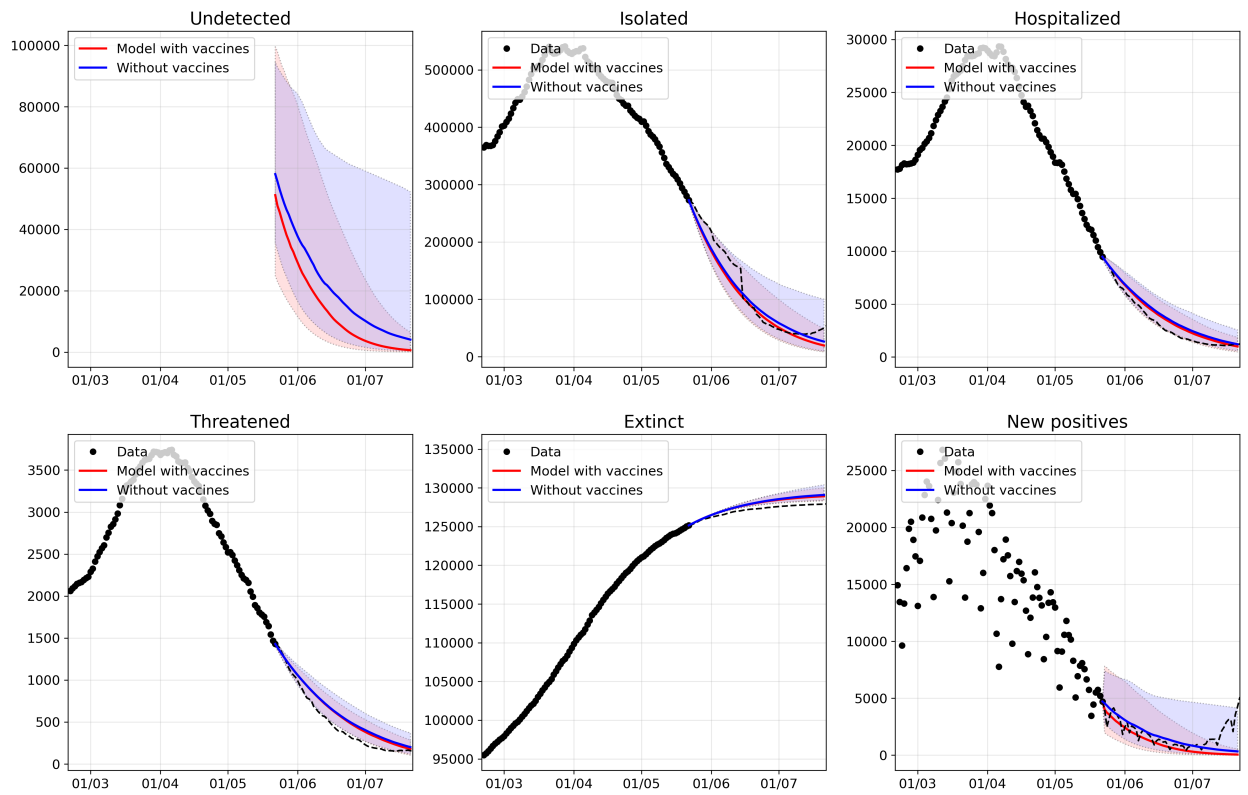 Undetected
Model with vaccines
Without vaccines
100000
80000
60000
40000
20000
0
01/03 01/04 01/05 01/06 01/07
Isolated
Data
Model with vaccines
Without vaccines
500000
400000
300000
200000
100000
0
01/03 01/04 01/05 01/06 01/07
Hospitalized
Data
Model with vaccines
Without vaccines
30000
25000
20000
15000
10000
5000
0
01/03 01/04 01/05 01/06 01/07
Threatened
Data
Model with vaccines
Without vaccines
3500
3000
2500
2000
1500
1000
500
0
01/03 01/04 01/05 01/06 01/07
Extinct
Data
Model with vaccines
Without vaccines
135000
130000
125000
120000
115000
110000
105000
100000
95000
01/03 01/04 01/05 01/06 01/07
New positives
Data
Model with vaccines
Without vaccines
25000
20000
15000
10000
5000
0
01/03 01/04 01/05 01/06 01/07